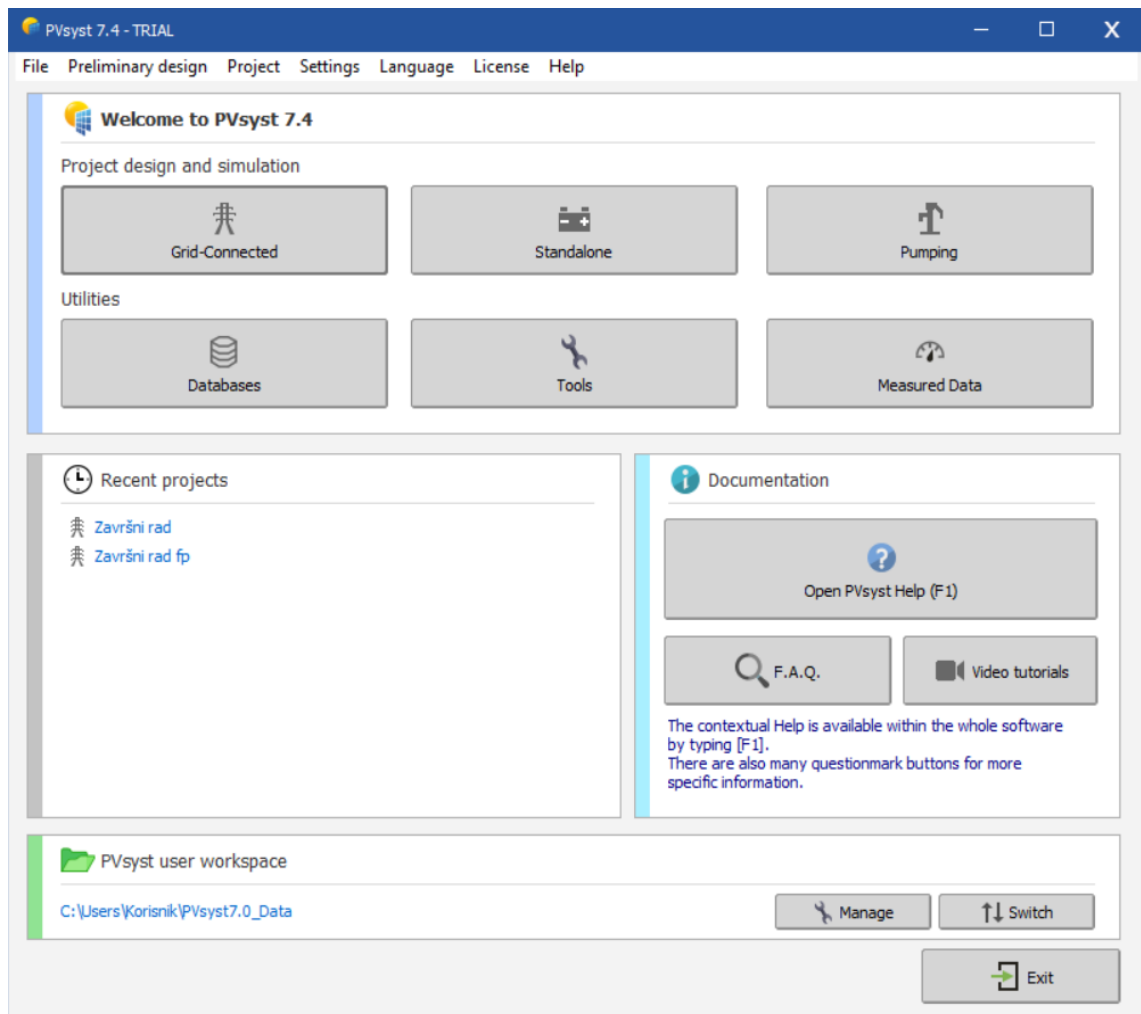 PVsyst 7.4 - TRIAL
File Preliminary design Project Settings Language License Help
Welcome to PVsyst 7.4
Project design and simulation
Grid-Connected
Standalone
Pumping
Utilities
Databases
Tools
Measured Data
Recent projects
Završni rad
Završni rad fp
Documentation
Open PVsyst Help (F1)
F.A.Q.
Video tutorials
The contextual Help is available within the whole software
by typing [F1].
There are also many questionmark buttons for more
specific information.
PVsyst user workspace
C:\Users\Korisnik\PVsyst7.0_Data
Manage
Switch
Exit